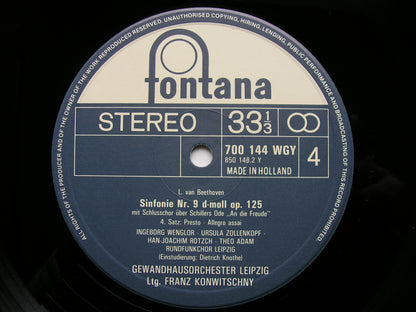 ALL RIGHTS OF THE PRODUCER AND OF THE OWNER OF THE WORK REPRODUCED RESERVED. UNAUTHORISED COPYING, HIRING, LENDING, PUBLIC PERFORMANCE AND BROADCASTING OF THIS RECORD PROHIBITED.
fontana
STEREO 33 1/3
700 144 WGY
850 148.2 Y
MADE IN HOLLAND
4
L. van Beethoven
Sinfonie Nr. 9 d-moll op. 125
mit Schlusschor über Schillers Ode „An die Freude"
4. Satz: Presto - Allegro assai
INGEBORG WENGLOR - URSULA ZOLLENKOPF -
HAN-JOACHIM ROTZCH - THEO ADAM
RUNDFUNKCHOR LEIPZIG
(Einstudierung: Dietrich Knothe)
GEWANDHAUSORCHESTER LEIPZIG
Ltg. FRANZ KONWITSCHNY